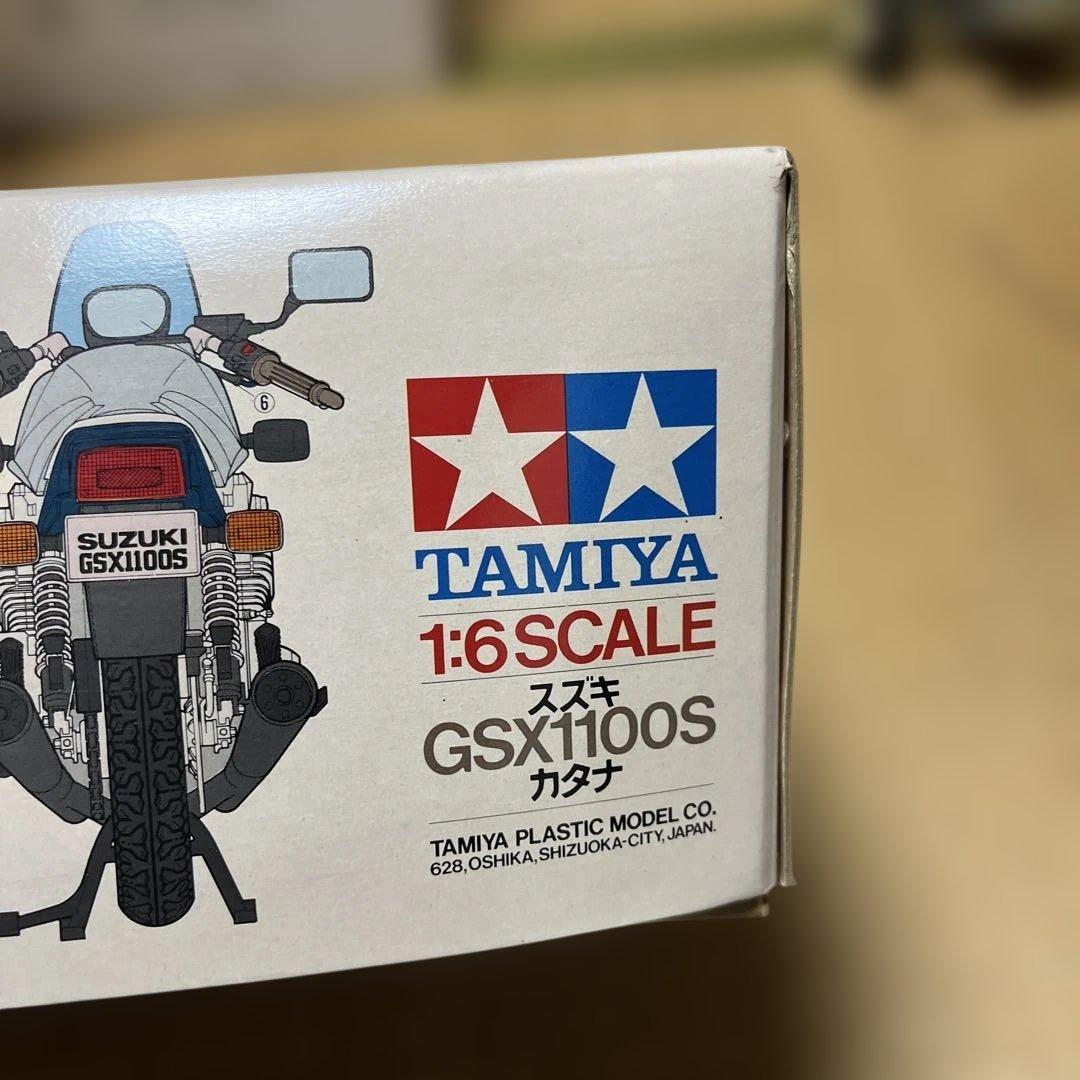 6
SUZUKI
GSX1100S
TAMIYA
1:6 SCALE
スズキ
GSX1100S
カタナ
TAMIYA PLASTIC MODEL CO.
628, OSHIKA, SHIZUOKA-CITY, JAPAN.